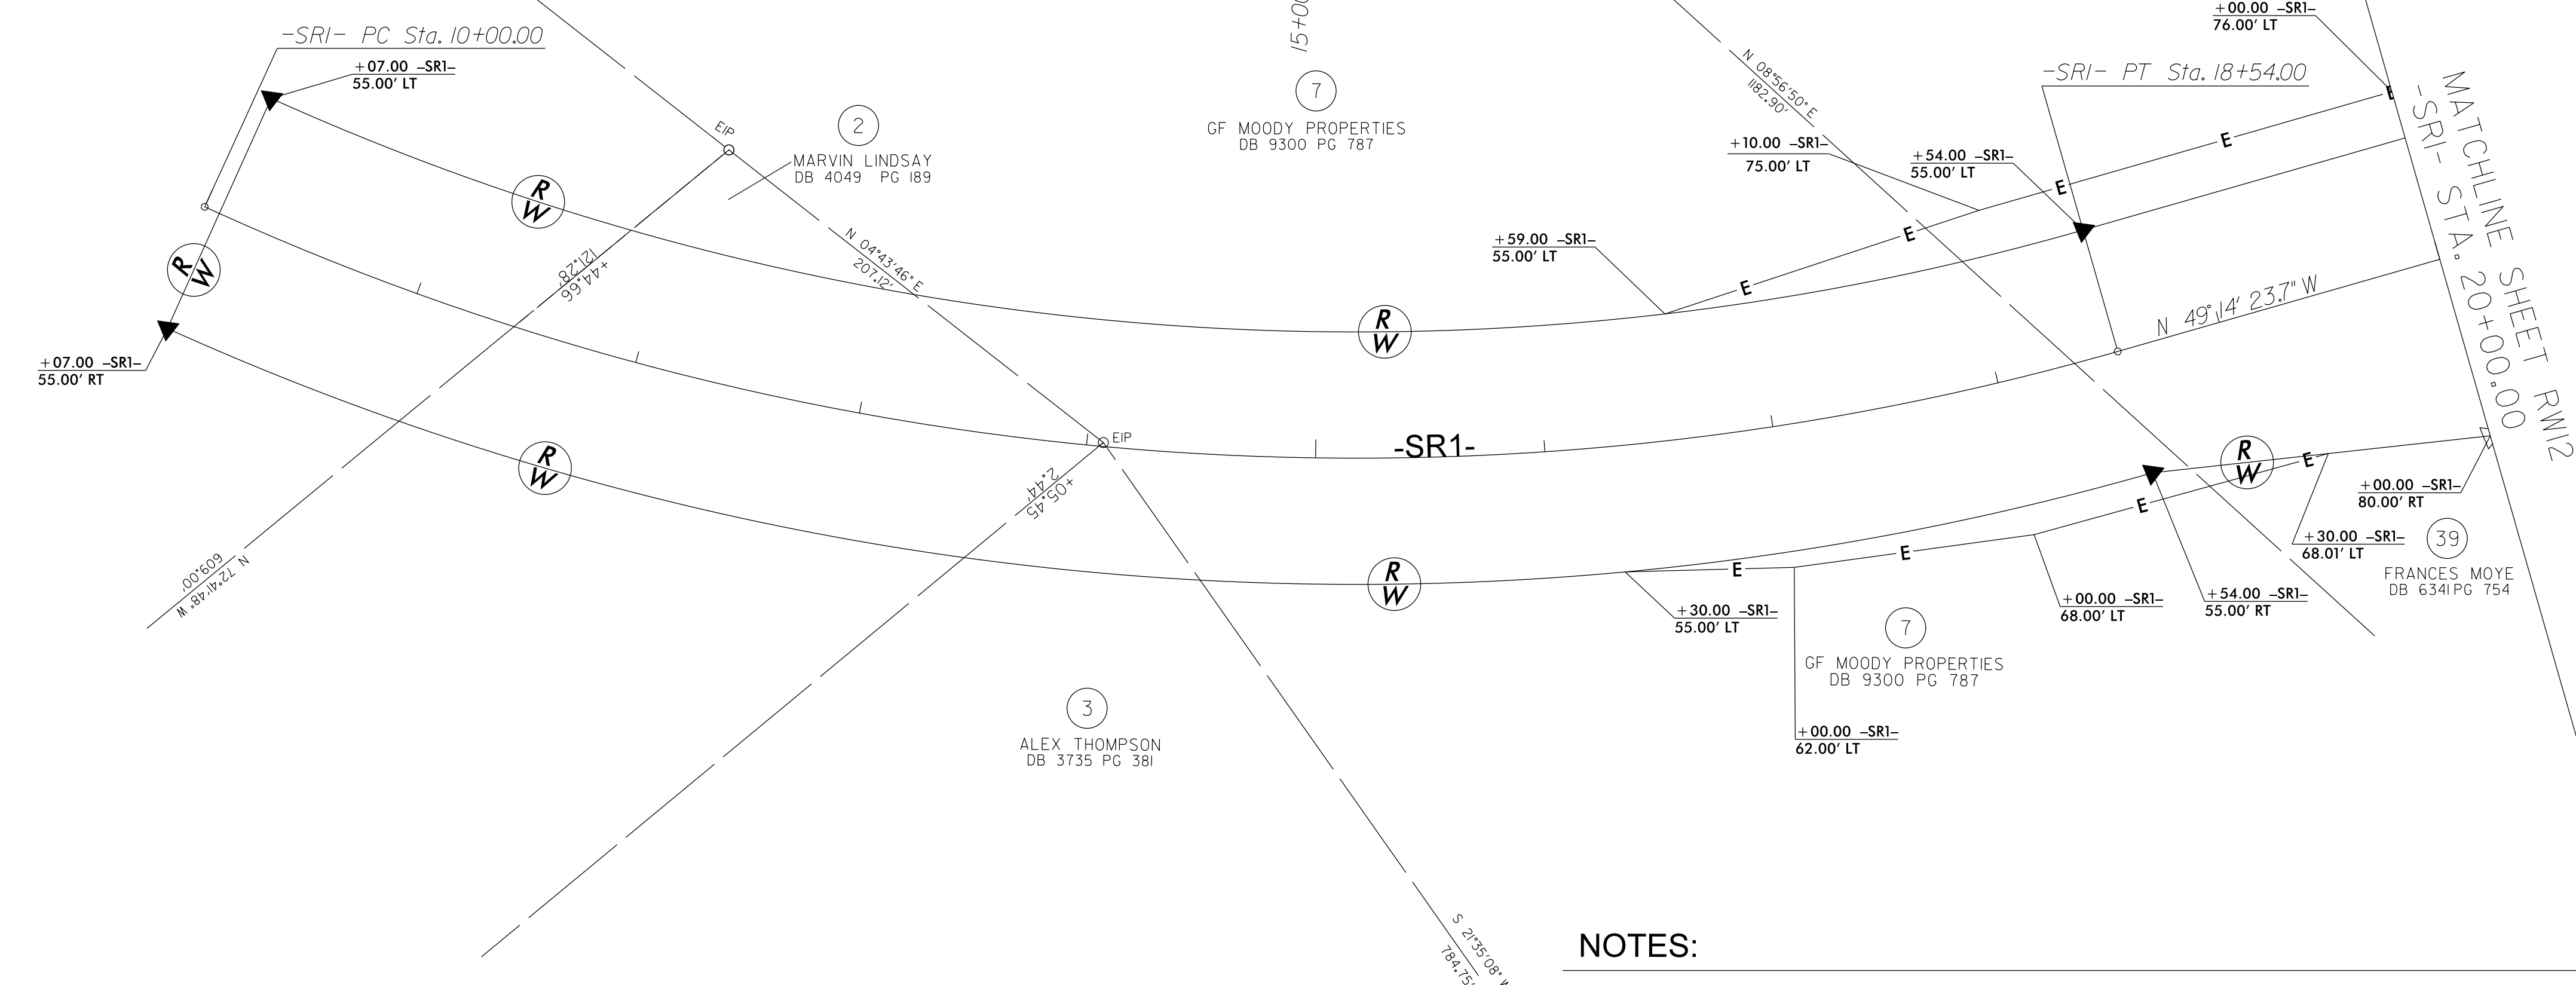 -SR1- PC Sta. 10+00.00
+07.00 -SR1-
55.00' LT
15+00
+00.00 -SR1-
76.00' LT
-SR1- PT Sta. 18+54.00
N 08°56'50" E
1182.90'
MATCHLINE SHEET RW12
-SR1- STA. 20+00.00
EIP
2
MARVIN LINDSAY
DB 4049 PG 189
7
GF MOODY PROPERTIES
DB 9300 PG 787
+10.00 -SR1-
75.00' LT
+54.00 -SR1-
55.00' LT
E
E
E
E
E
R
W
R
W
+44.66
121.28'
N 04°43'46" E
207.12'
+59.00 -SR1-
55.00' LT
R
W
N 49°14' 23.7" W
+07.00 -SR1-
55.00' RT
EIP
-SR1-
R
W
+05.45
2.44'
R
W
E
E
E
E
R
W
+00.00 -SR1-
80.00' RT
+30.00 -SR1-
68.01' LT
39
FRANCES MOYE
DB 6341 PG 754
N 72°41'48" W
609.00'
+30.00 -SR1-
55.00' LT
+00.00 -SR1-
68.00' LT
+54.00 -SR1-
55.00' RT
7
GF MOODY PROPERTIES
DB 9300 PG 787
+00.00 -SR1-
62.00' LT
3
ALEX THOMPSON
DB 3735 PG 381
S 21°35'08" W
784.75'
NOTES: